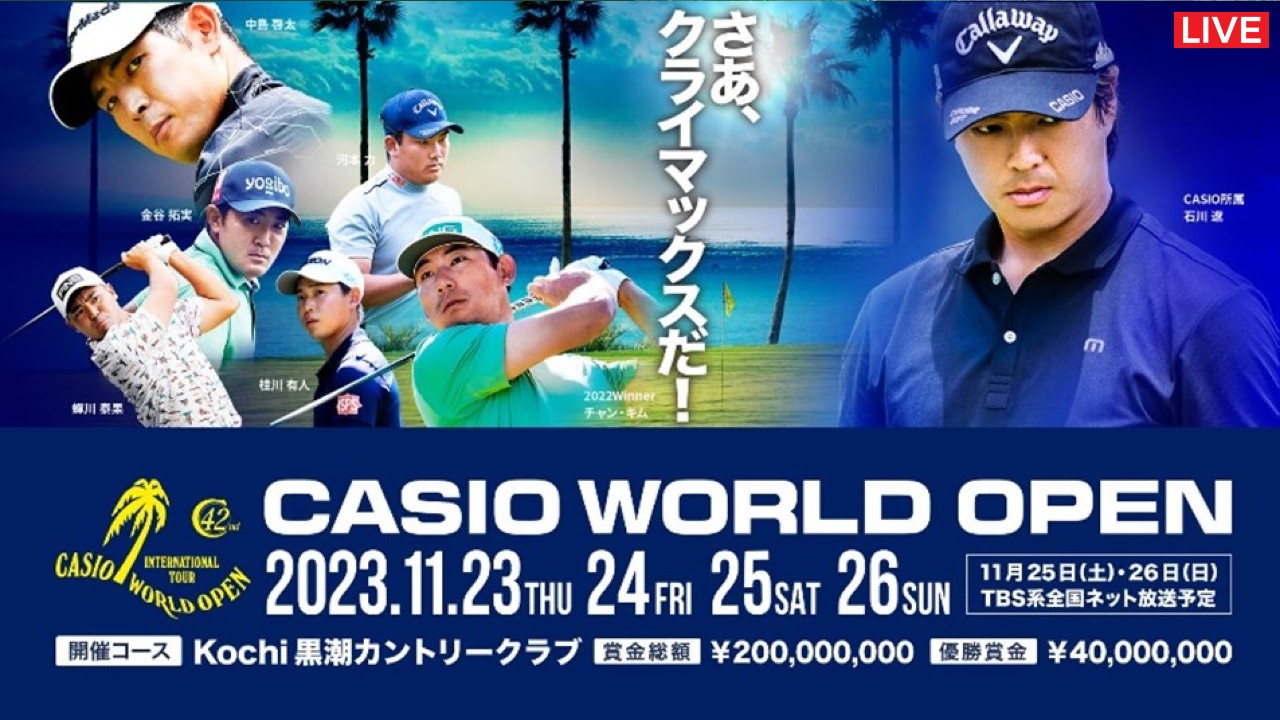 LIVE
中島 啓太
TaylorMade
Callaway
CASIO
さあ、
クライマックスだ！
河本 力
Callaway
yogibo
金谷 拓実
CASIO所属
石川 遼
PING
PING
SRIXON
桂川 有人
蟬川 泰果
2022Winner
チャン・キム
42nd
CASIO WORLD OPEN
INTERNATIONAL
TOUR
CASIO WORLD OPEN
2023.11.23THU 24FRI 25SAT 26SUN
11月25日(土)・26日(日)
TBS系全国ネット放送予定
開催コース Kochi 黒潮カントリークラブ 賞金総額 ¥200,000,000 優勝賞金 ¥40,000,000